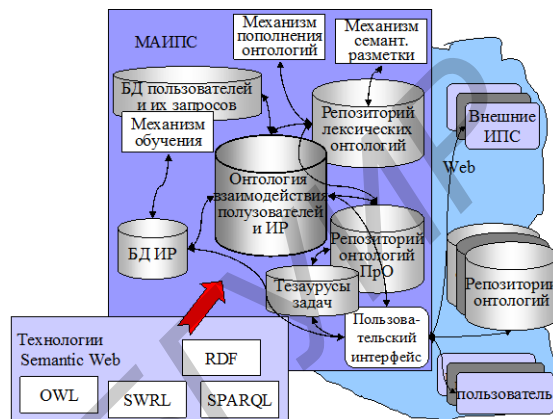 МАИПС
Механизм
пополнения онтологий
Механизм
семант.
разметки
БД пользователей
и их запросов
Механизм
обучения
Репозиторий
лексических
онтологий
Внешние
ИПС
Web
Онтология
взаимодействия
полузователей
и ИР
БД ИР
Репозиторий
онтологий
ПрО
Тезаурусы
задач
Репозитории
онтологий
Пользова-
тельский
интерфейс
Технологии
Semantic Web
RDF
OWL
SWRL
SPARQL
пользователь